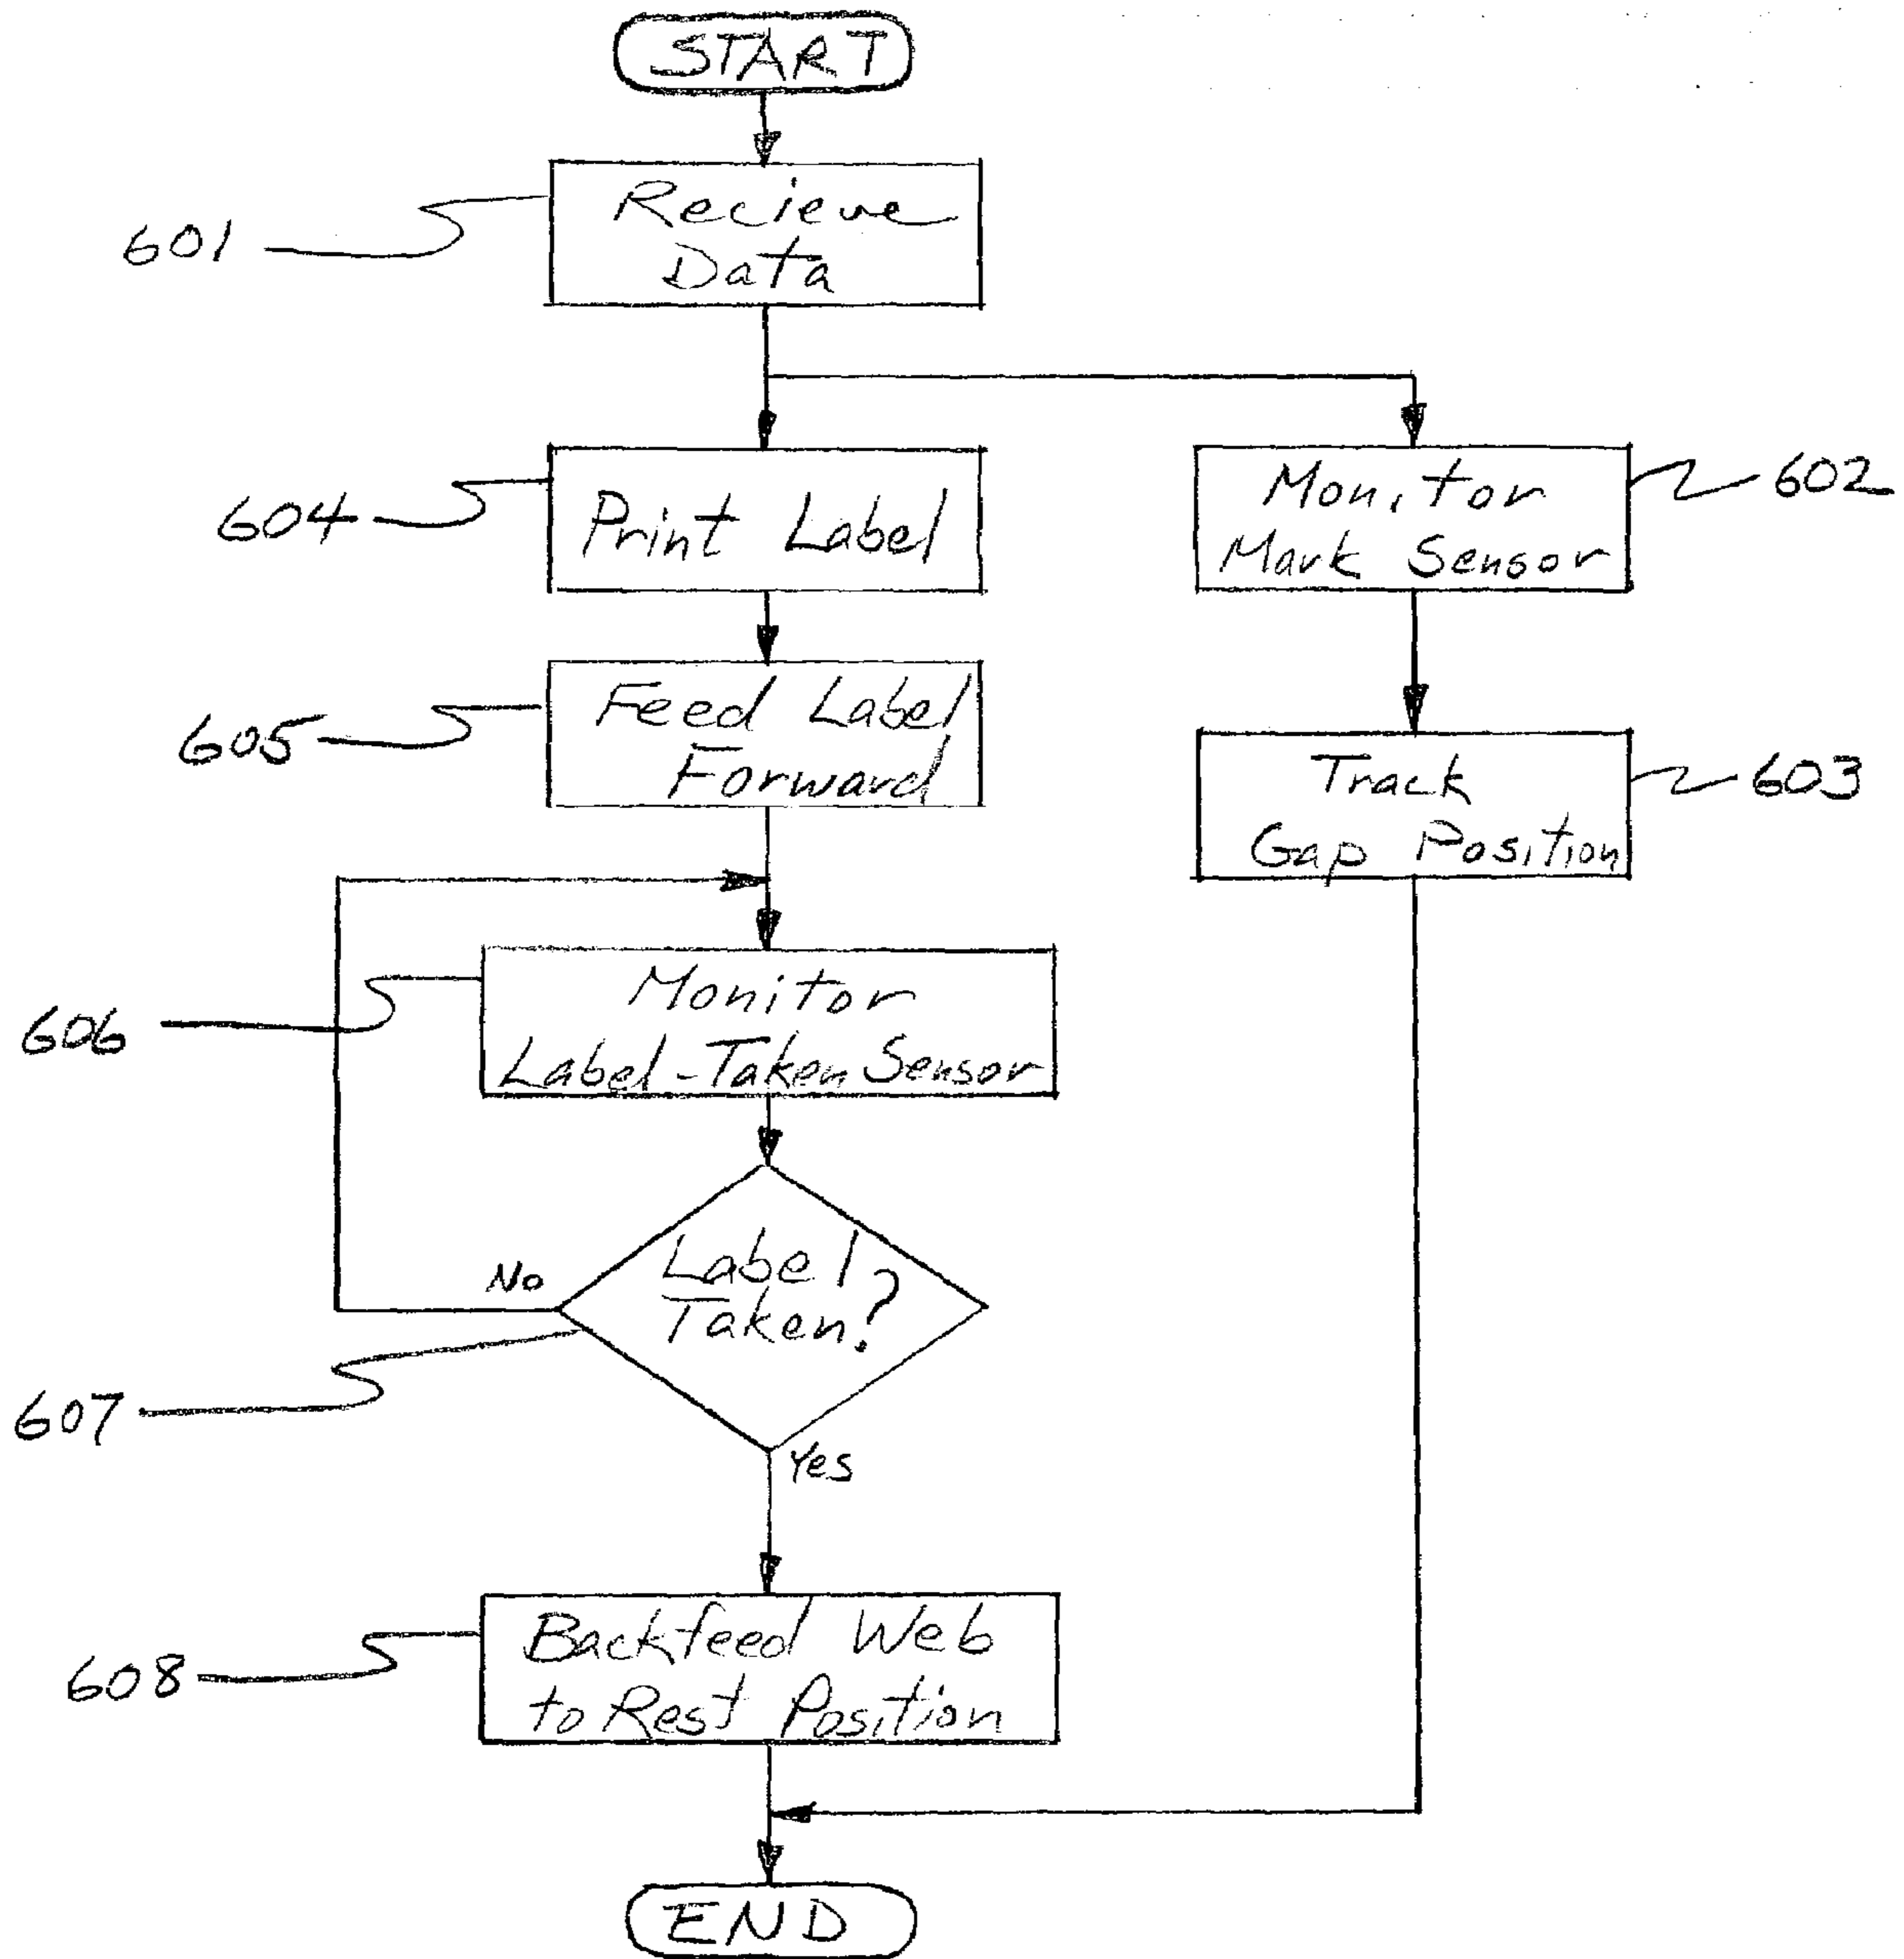 START
601
Recieve
Data
604
Print Label
Monitor
Mark Sensor
602
605
Feed Label
Forward
Track
Gap Position
603
606
Monitor
Label-Taken Sensor
No
Label
Taken?
607
Yes
608
Backfeed Web
to Rest Position
END